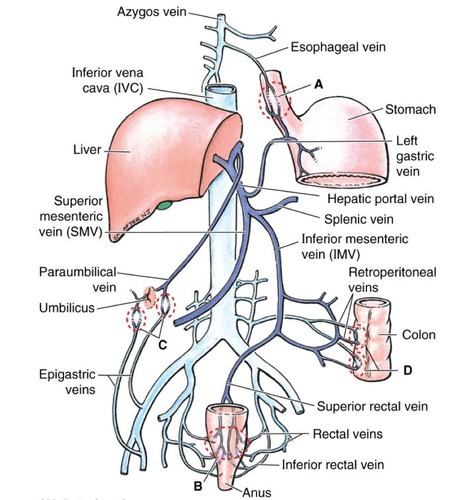 Azygos vein
Esophageal vein
Inferior vena
cava (IVC)
A
Stomach
Liver
Left
gastric
vein
Hepatic portal vein
Superior
mesenteric
vein (SMV)
Splenic vein
Inferior mesenteric
vein (IMV)
Paraumbilical
vein
Retroperitoneal
veins
Umbilicus
Colon
C
D
Epigastric
veins
Superior rectal vein
Rectal veins
Inferior rectal vein
B
Anus